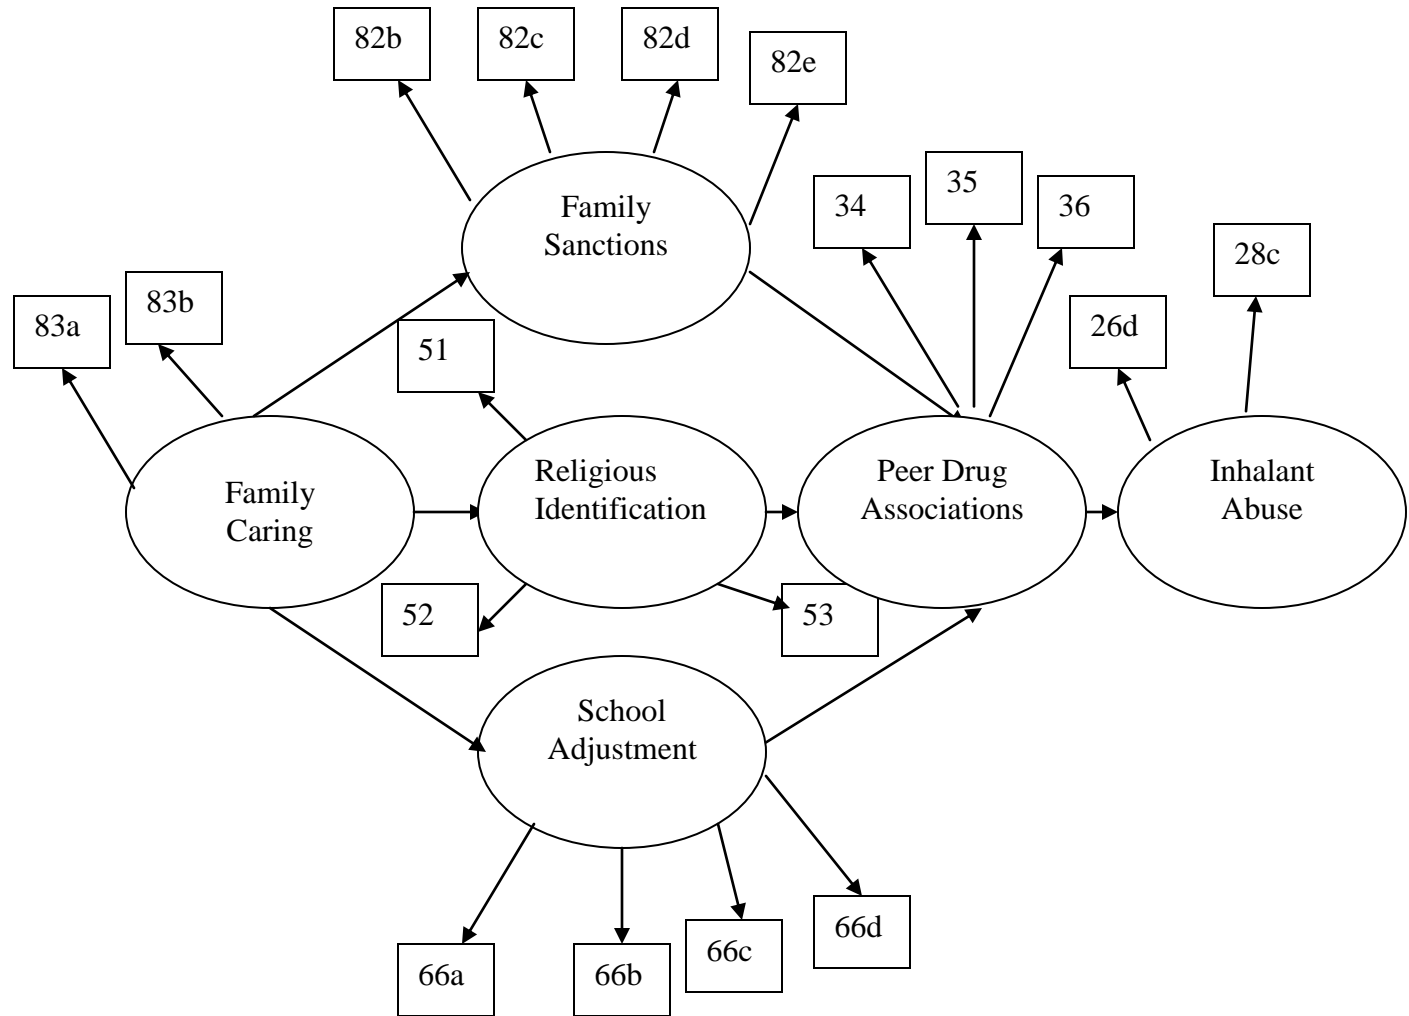 82b
82c
82d
82e
Family
Sanctions
34
35
36
28c
83a
83b
51
26d
Family
Caring
Religious
Identification
Peer Drug
Associations
Inhalant
Abuse
52
53
School
Adjustment
66a
66b
66c
66d